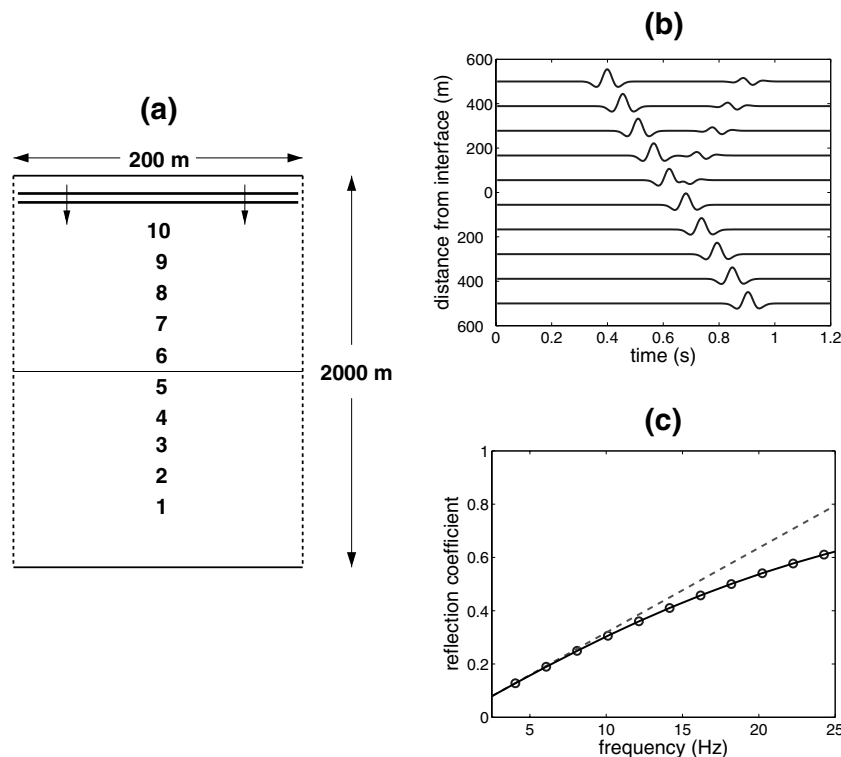 (a)
200 m
10
9
8
7
6
5
4
3
2
1
2000 m
(b)
distance from interface (m)
600
400
200
0
200
400
600
0 0.2 0.4 0.6 0.8 1 1.2
time (s)
(c)
reflection coefficient
1
0.8
0.6
0.4
0.2
0
5 10 15 20 25
frequency (Hz)